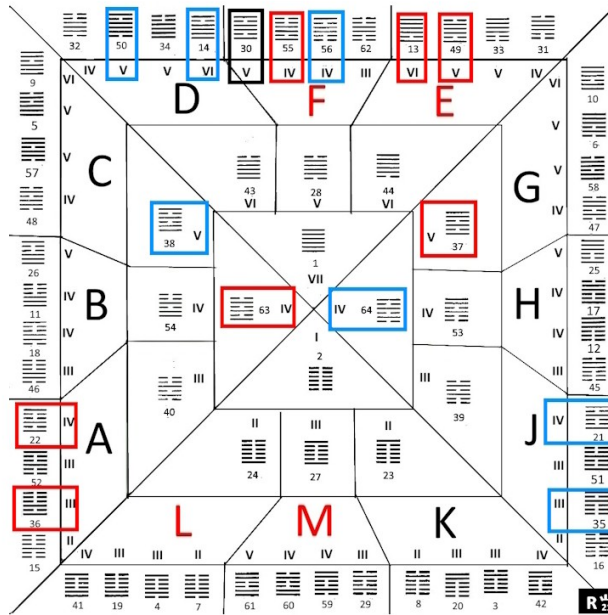 32 50 34 14 30 55 56 62 13 49 33 31
VI IV V V VI V IV IV III VI V V IV VI
9 D F E 10
V V
5 6
V 43 28 44 V
57 C VI V VI G 58
IV IV
48 47
38 V V 37
26 1 25
IV VII IV
11 B 54 IV 63 IV IV 64 IV 53 H 17
IV IV
18 I 12
III 2 III
46 III III 45
22 IV 40 39 IV 21
A J
52 III II III II III 51
24 27 23
36 III III 35
II L M K II
15 16
IV III III II V IV IV III II III III IV
41 19 4 7 61 60 59 29 8 20 3 42
R